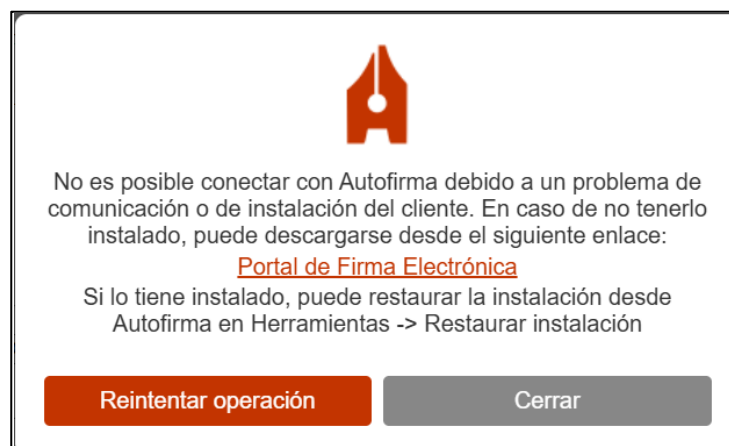 No es posible conectar con Autofirma debido a un problema de
comunicación o de instalación del cliente. En caso de no tenerlo
instalado, puede descargarse desde el siguiente enlace:
Portal de Firma Electrónica
Si lo tiene instalado, puede restaurar la instalación desde
Autofirma en Herramientas -> Restaurar instalación
Reintentar operación
Cerrar